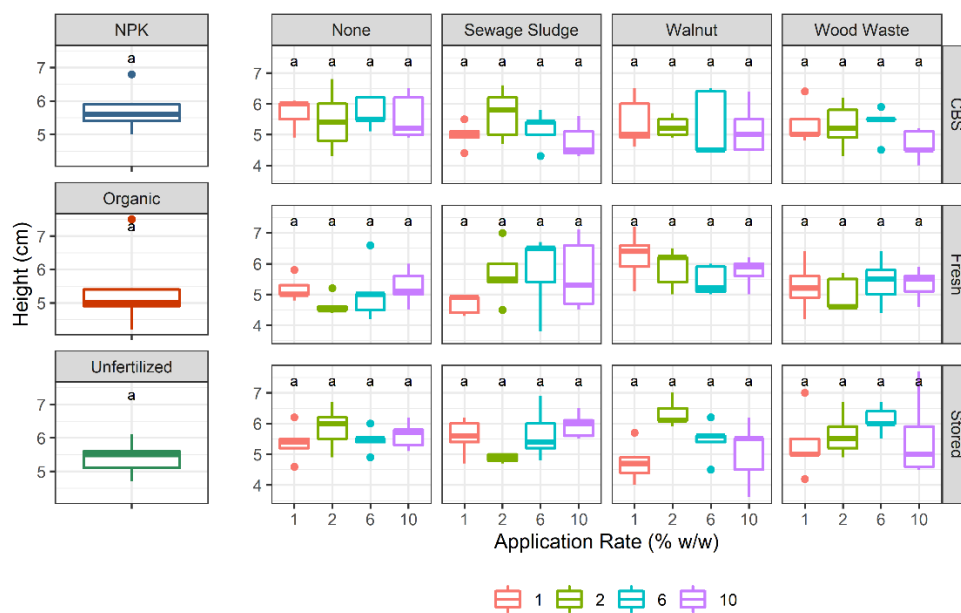 NPK
a
7
6
5
Organic
a
7
6
5
Unfertilized
a
7
6
5
Height (cm)
None
Sewage Sludge
Walnut
Wood Waste
a a a a
a a a a
a a a a
a a a a
7
6
5
4
CBS
a a a a
a a a a
a a a a
a a a a
7
6
5
4
Fresh
a a a a
a a a a
a a a a
a a a a
7
6
5
4
Stored
1 2 6 10
1 2 6 10
1 2 6 10
1 2 6 10
Application Rate (% w/w)
1 2 6 10